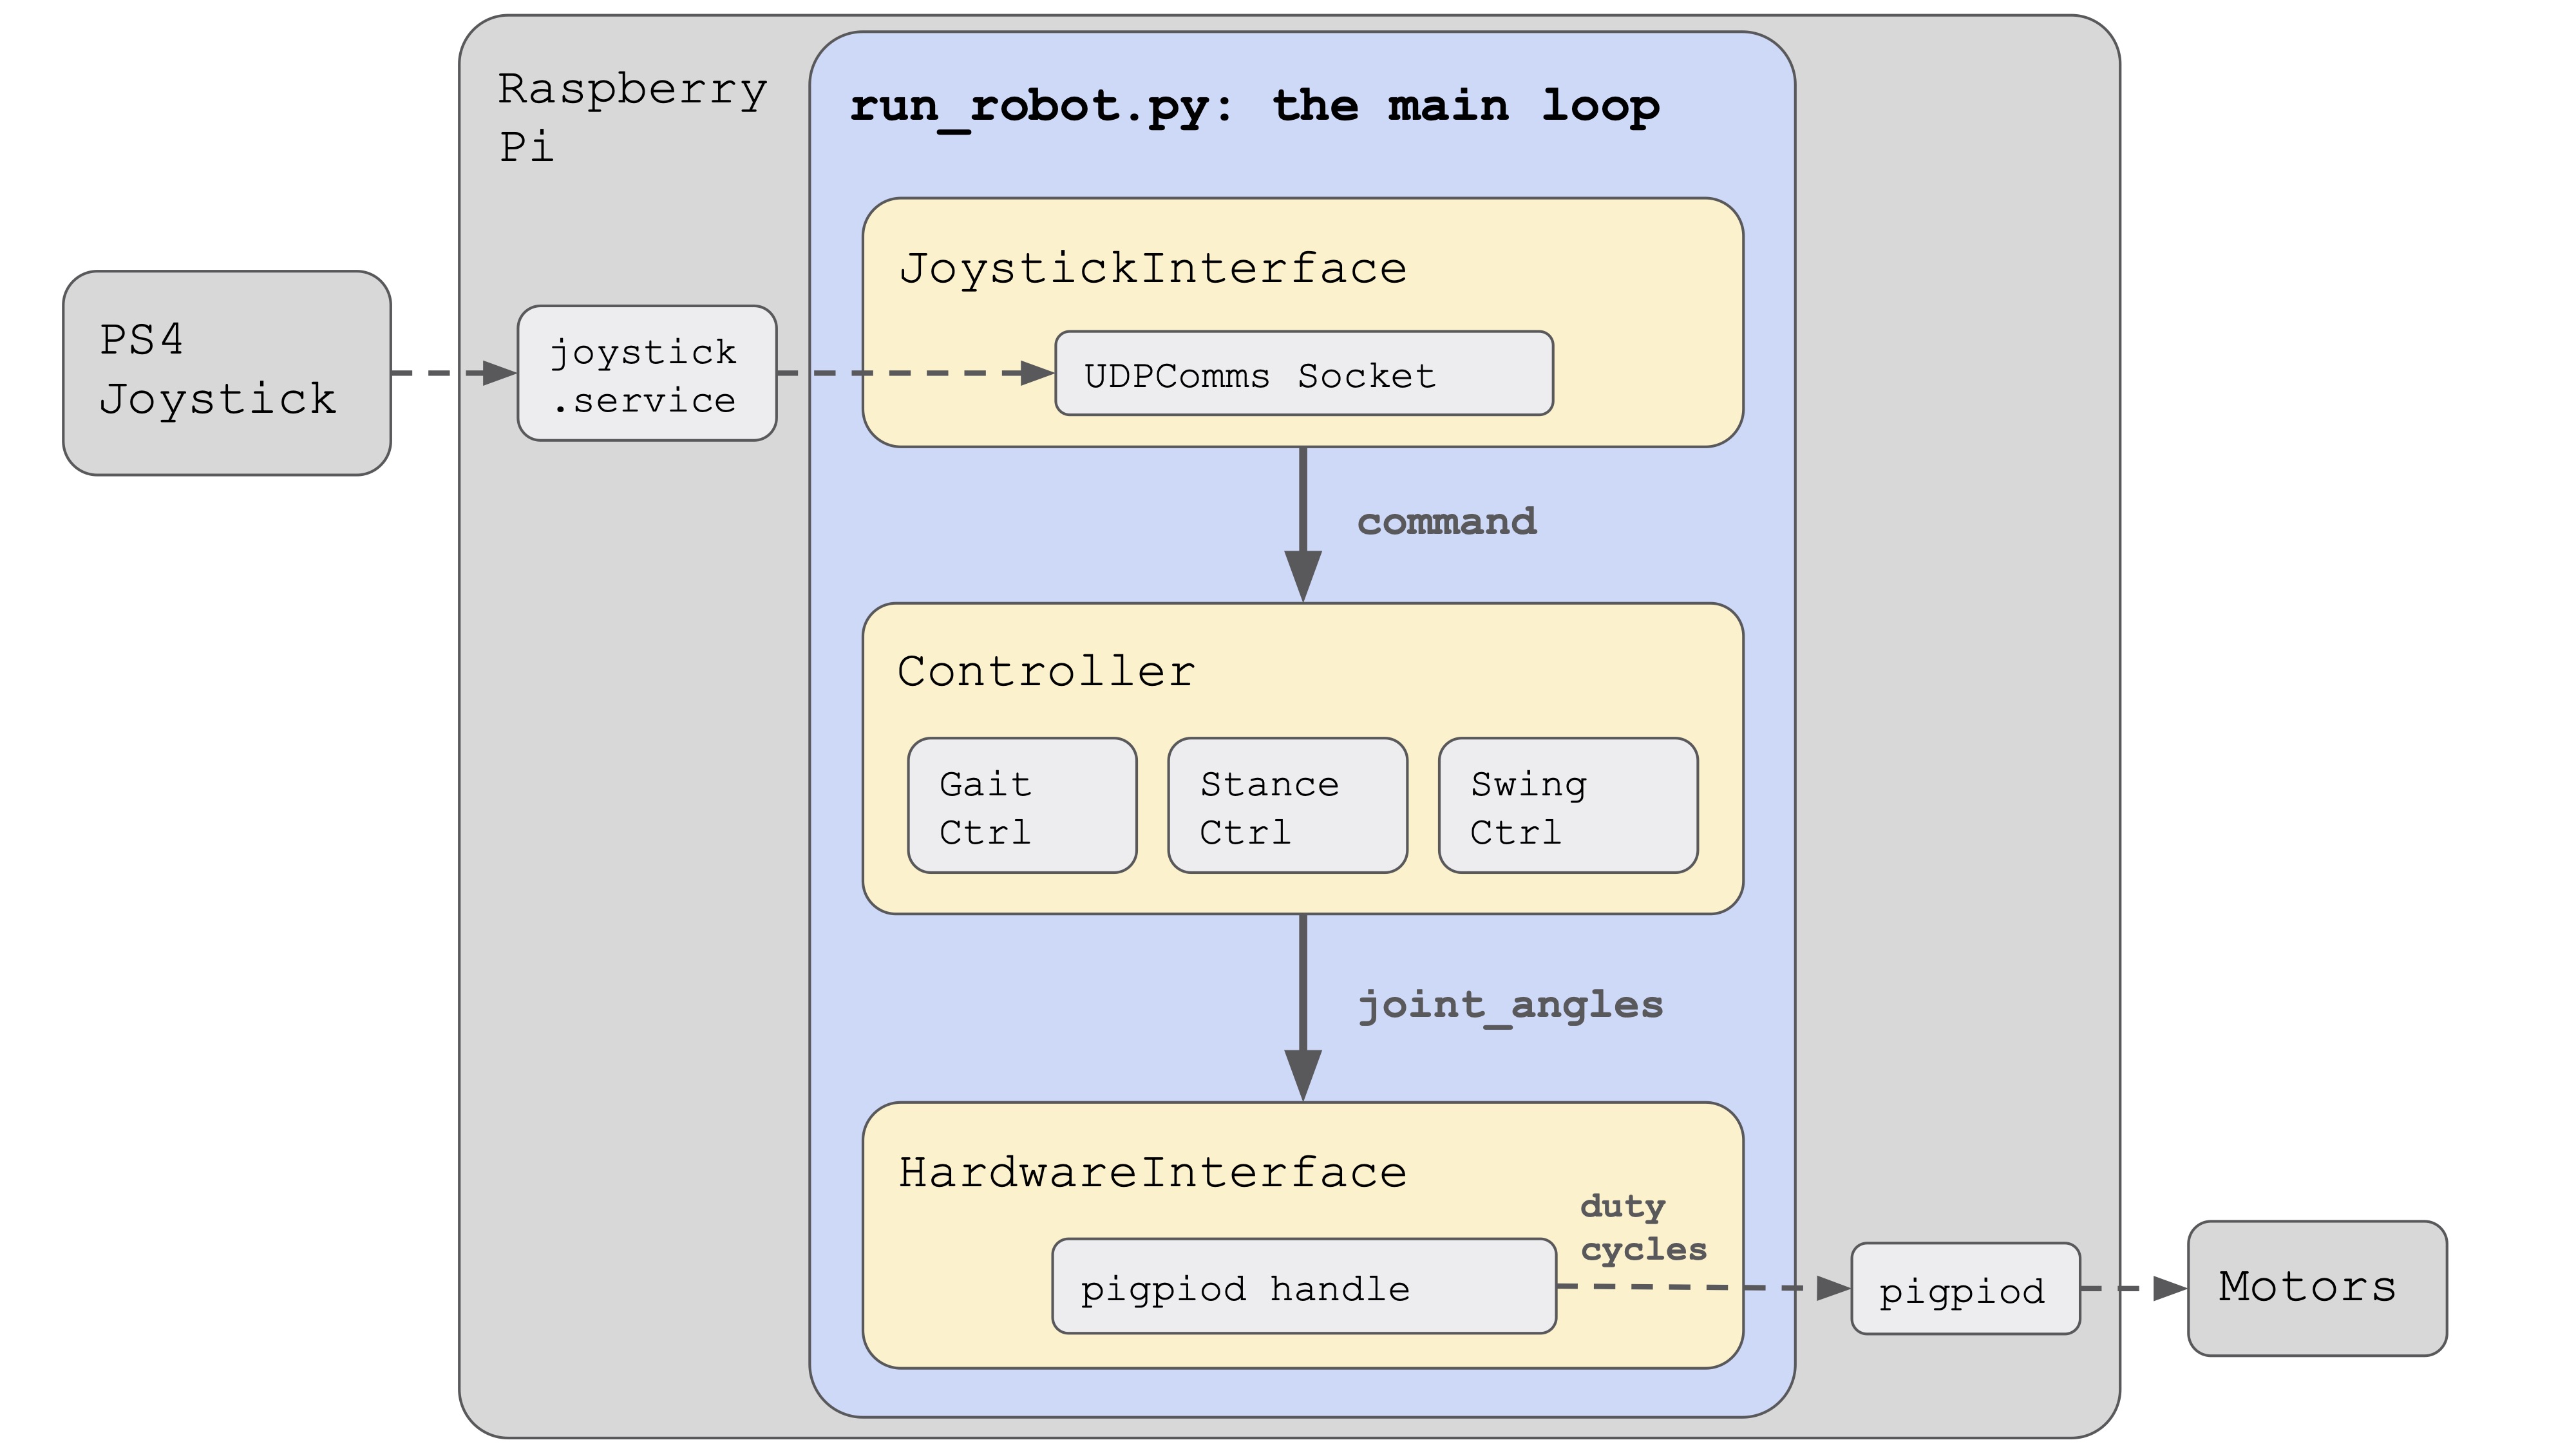 Raspberry
Pi
run_robot.py: the main loop
PS4
Joystick
joystick
.service
JoystickInterface
UDPComms Socket
command
Controller
Gait
Ctrl
Stance
Ctrl
Swing
Ctrl
joint_angles
HardwareInterface
duty
cycles
pigpiod handle
pigpiod
Motors